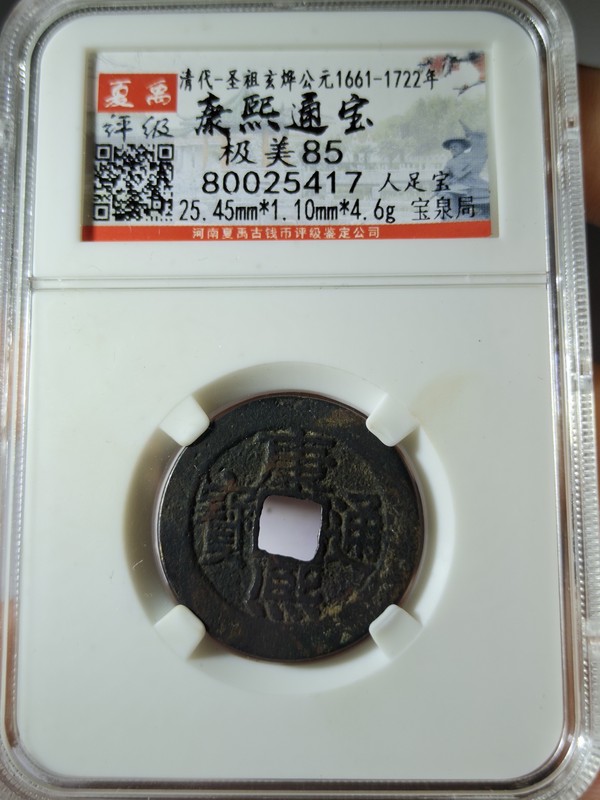 夏禹
评级
清代-圣祖玄烨公元1661-1722年
康熙通宝
极美85
80025417 人足宝
25.45mm*1.10mm*4.6g 宝泉局
河南夏禹古钱币评级鉴定公司
康熙通寶